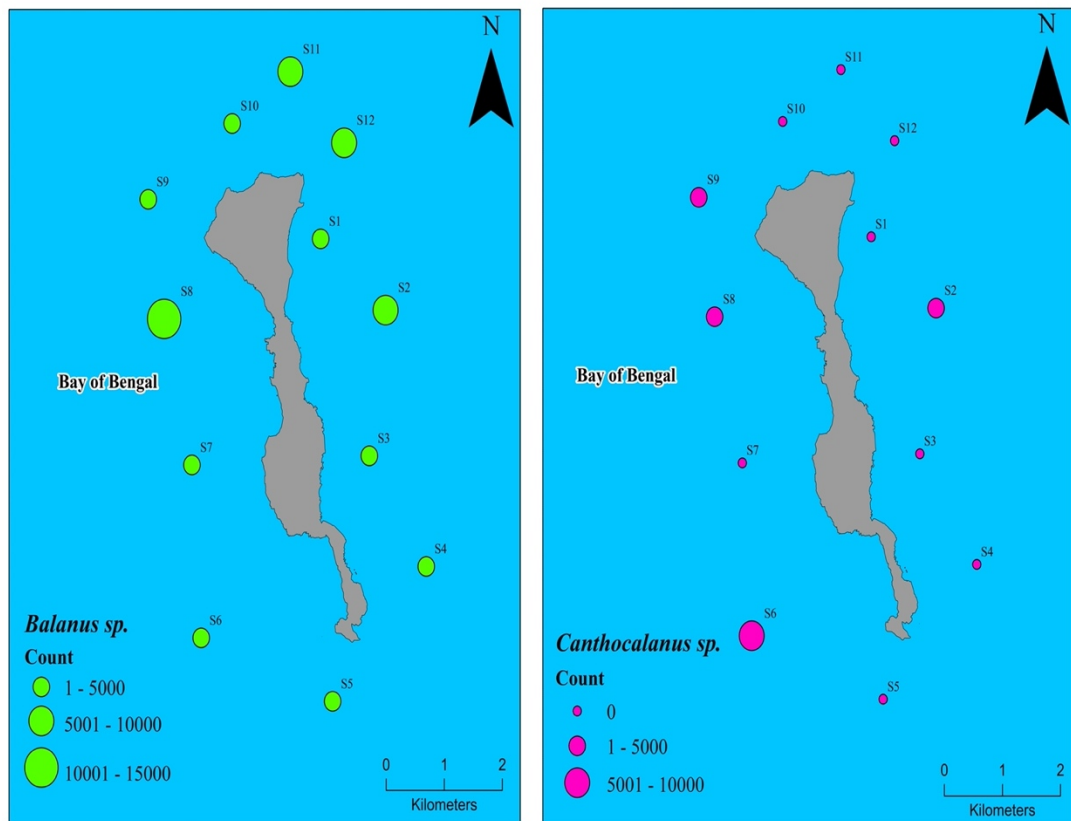 N
S11
S10
S12
S9
S1
S2
S8
Bay of Bengal
S3
S7
S4
Balanus sp.
S6
Count
1 - 5000
S5
5001 - 10000
10001 - 15000
0 1 2
Kilometers
N
S11
S10
S12
S9
S1
S2
S8
Bay of Bengal
S3
S7
S4
S6
Canthocalanus sp.
Count
S5
0
1 - 5000
5001 - 10000
0 1 2
Kilometers